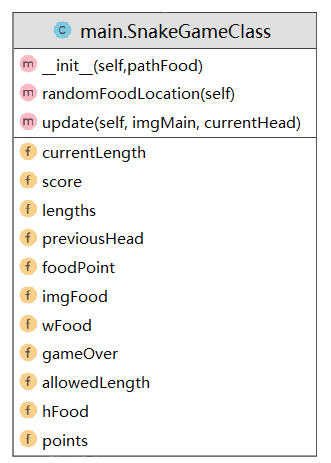 C main.SnakeGameClass
m __init__(self,pathFood)
m randomFoodLocation(self)
m update(self, imgMain, currentHead)
f currentLength
f score
f lengths
f previousHead
f foodPoint
f imgFood
f wFood
f gameOver
f allowedLength
f hFood
f points